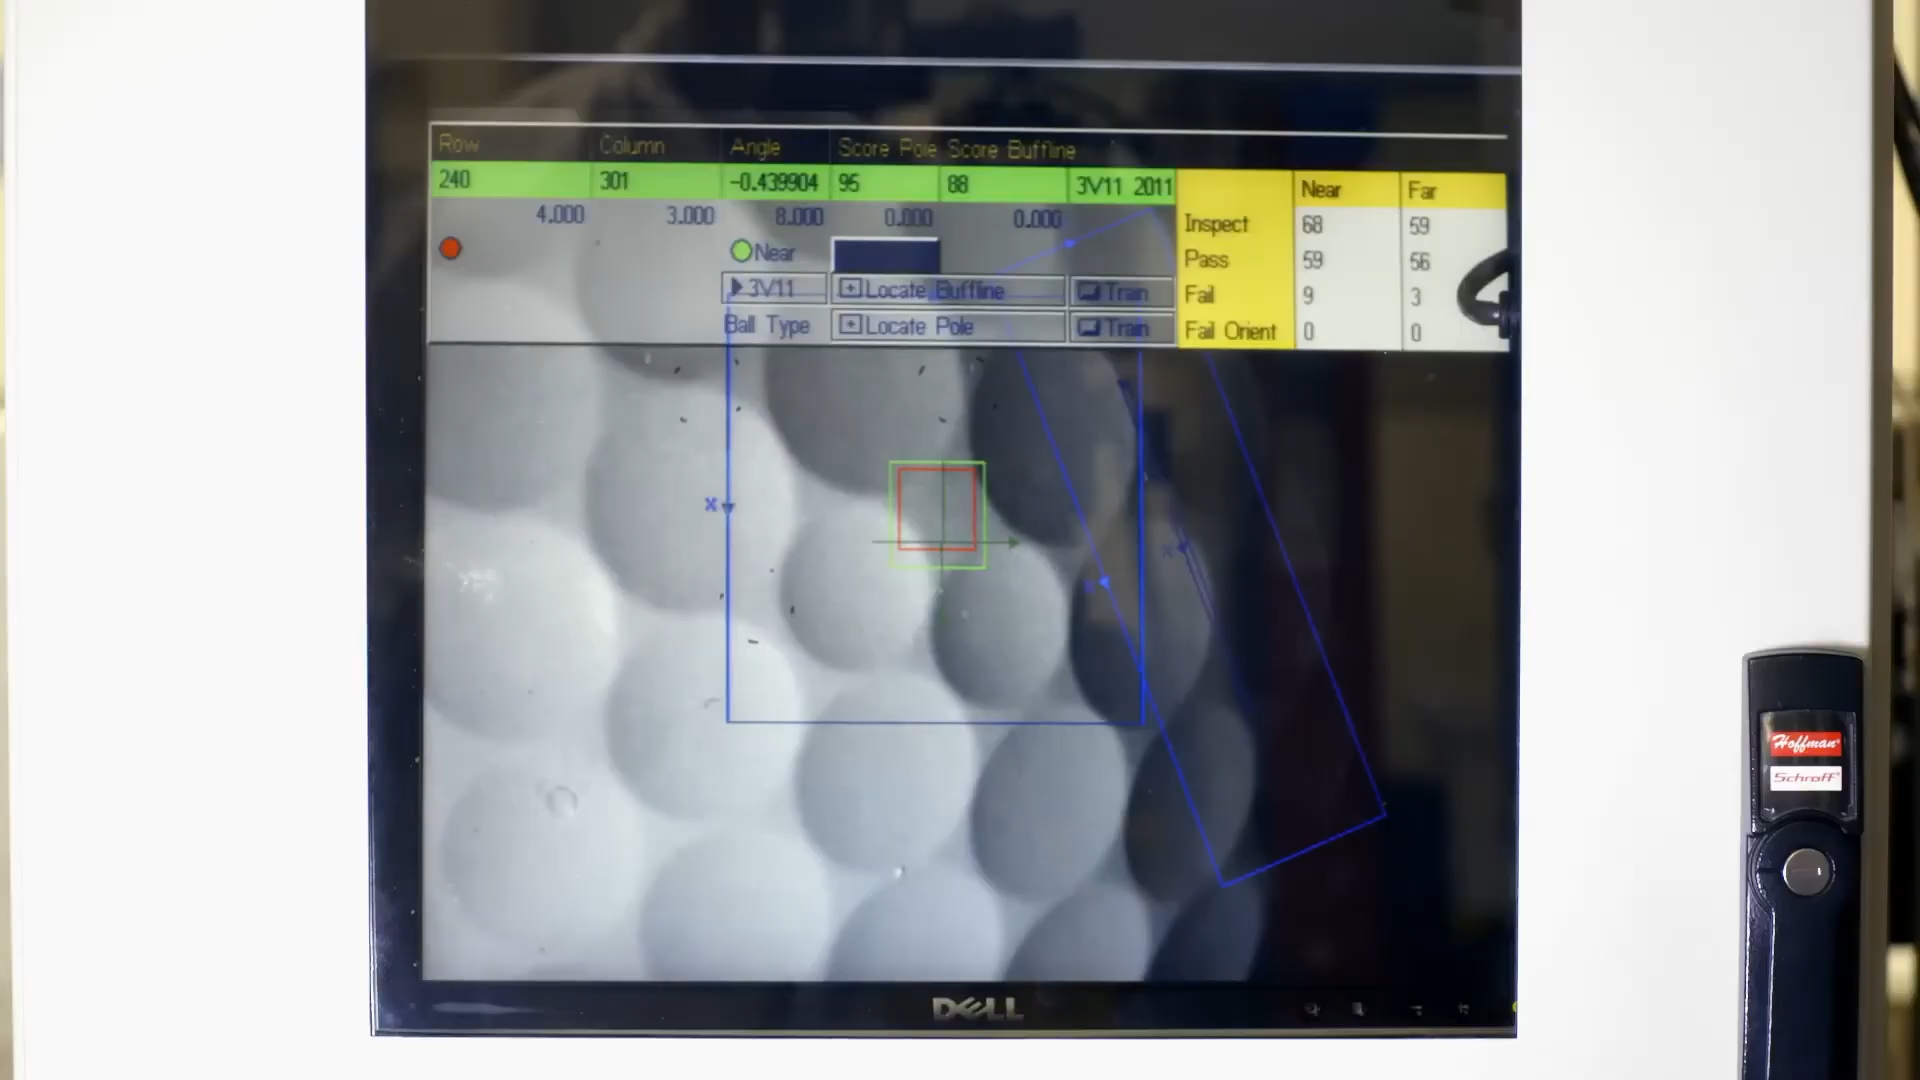 Row Column Angle Score Pole Score Buffline
240 301 -0.439904 95 88 3V11 2011
4.000 3.000 8.000 0.000 0.000
Near
3V11 Locate Buffline Train
Ball Type Locate Pole Train
Near Far
Inspect 68 59
Pass 59 56
Fail 9 3
Fail Orient 0 0
x
x
Hoffman
Schroff
DELL